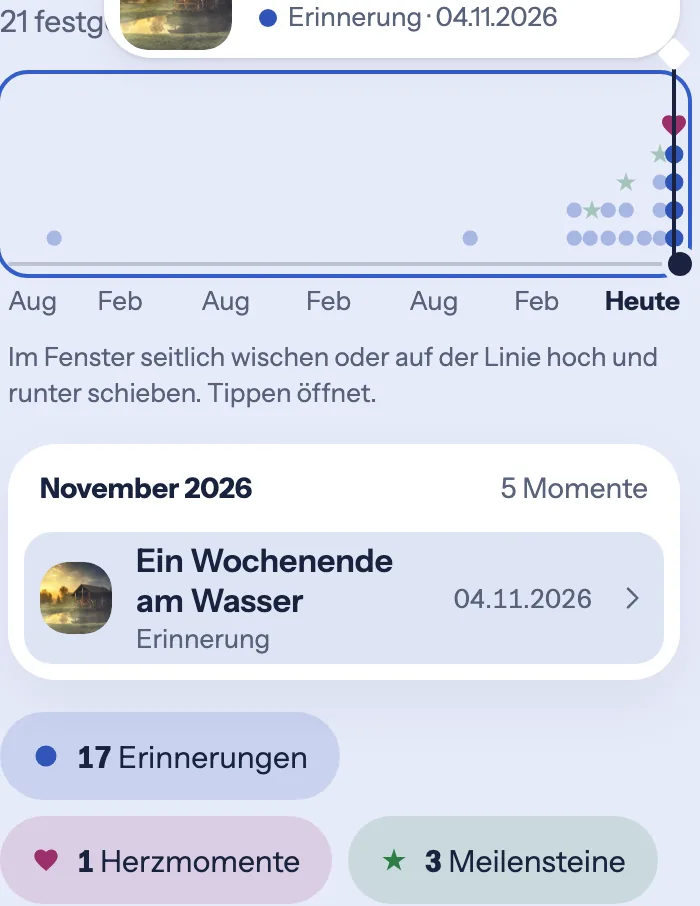 21 festg
Erinnerung · 04.11.2026
Aug Feb Aug Feb Aug Feb Heute
Im Fenster seitlich wischen oder auf der Linie hoch und
runter schieben. Tippen öffnet.
November 2026 5 Momente
Ein Wochenende
am Wasser
04.11.2026
Erinnerung
17 Erinnerungen
1 Herzmomente
3 Meilensteine